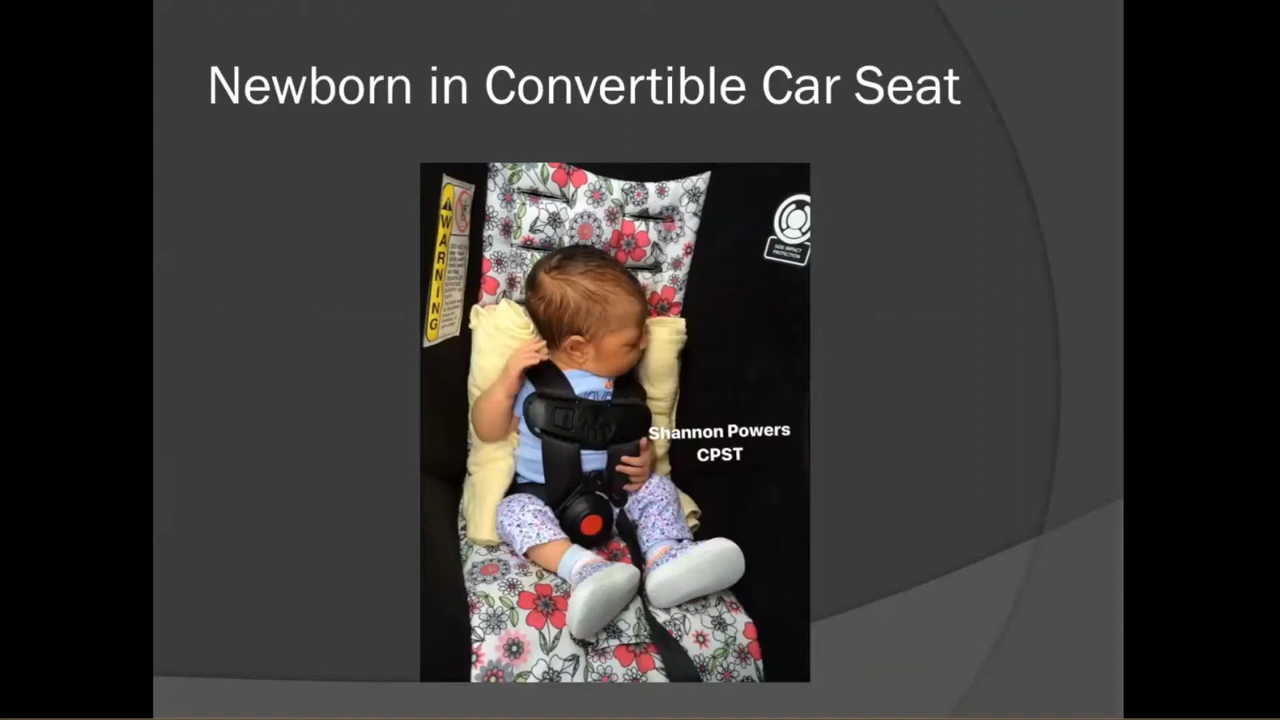 Newborn in Convertible Car Seat
WARNING
SIDE IMPACT
PROTECTION
Shannon Powers
CPST